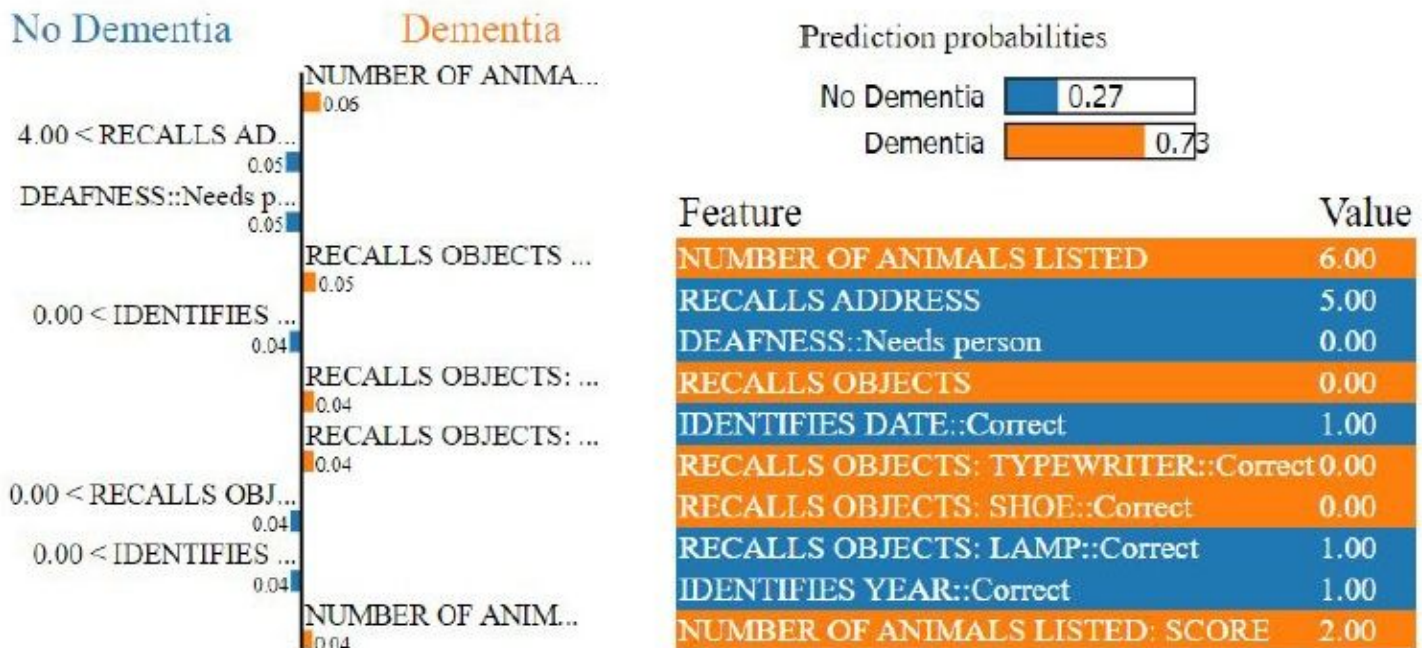 No Dementia Dementia
NUMBER OF ANIMA...
0.06
4.00 < RECALLS AD...
0.05
DEAFNESS::Needs p...
0.05
RECALLS OBJECTS ...
0.05
0.00 < IDENTIFIES ...
0.04
RECALLS OBJECTS: ...
0.04
RECALLS OBJECTS: ...
0.04
0.00 < RECALLS OBJ...
0.04
0.00 < IDENTIFIES ...
0.04
NUMBER OF ANIM...
0.04
Prediction probabilities
No Dementia 0.27
Dementia 0.73
Feature Value
NUMBER OF ANIMALS LISTED 6.00
RECALLS ADDRESS 5.00
DEAFNESS::Needs person 0.00
RECALLS OBJECTS 0.00
IDENTIFIES DATE::Correct 1.00
RECALLS OBJECTS: TYPEWRITER::Correct 0.00
RECALLS OBJECTS: SHOE::Correct 0.00
RECALLS OBJECTS: LAMP::Correct 1.00
IDENTIFIES YEAR::Correct 1.00
NUMBER OF ANIMALS LISTED: SCORE 2.00